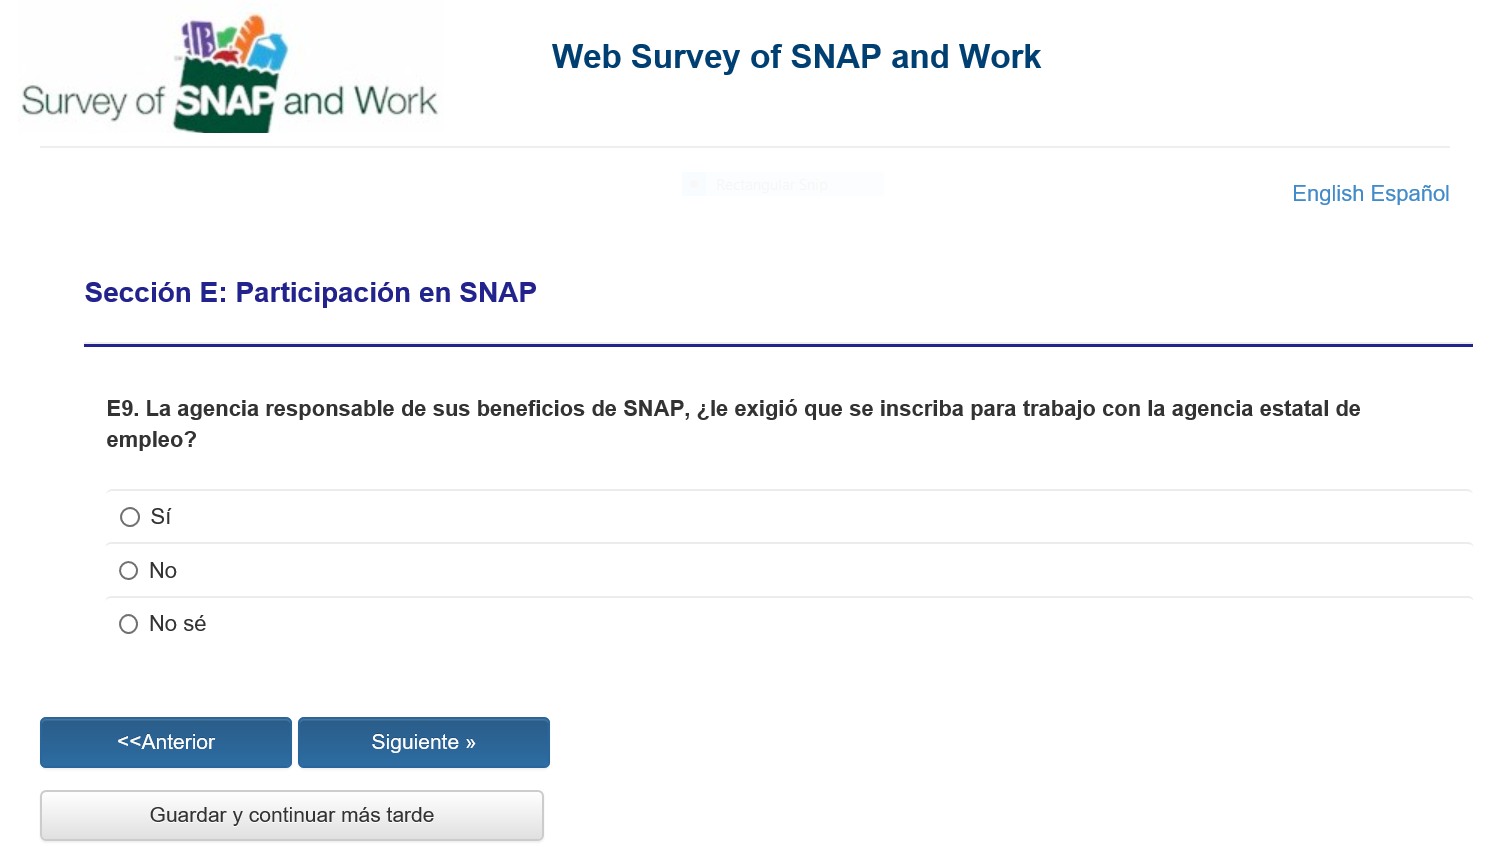 Survey of SNAP and Work
Web Survey of SNAP and Work
Rectangular Snip
English Español
Sección E: Participación en SNAP
E9. La agencia responsable de sus beneficios de SNAP, ¿le exigió que se inscriba para trabajo con la agencia estatal de
empleo?
Sí
No
No sé
<<Anterior
Siguiente »
Guardar y continuar más tarde